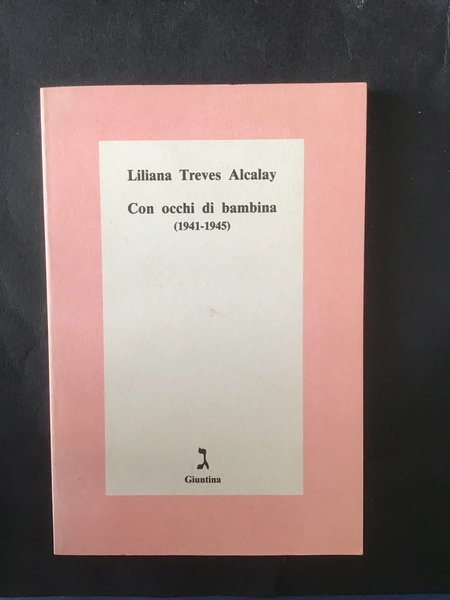 Liliana Treves Alcalay
Con occhi di bambina
(1941-1945)
ג
Giuntina